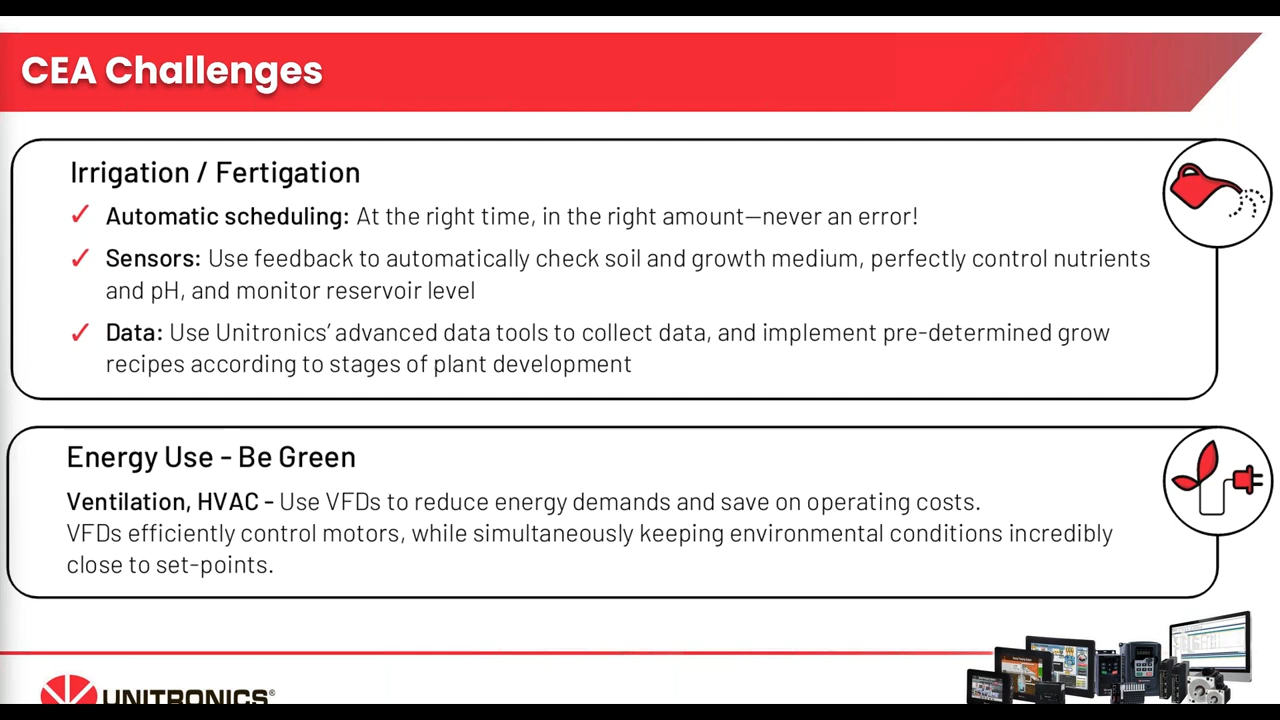 CEA Challenges
Irrigation / Fertigation
✓ Automatic scheduling: At the right time, in the right amount—never an error!
✓ Sensors: Use feedback to automatically check soil and growth medium, perfectly control nutrients
and pH, and monitor reservoir level
✓ Data: Use Unitronics’ advanced data tools to collect data, and implement pre-determined grow
recipes according to stages of plant development
Energy Use - Be Green
Ventilation, HVAC - Use VFDs to reduce energy demands and save on operating costs.
VFDs efficiently control motors, while simultaneously keeping environmental conditions incredibly
close to set-points.
UNITRONICS®